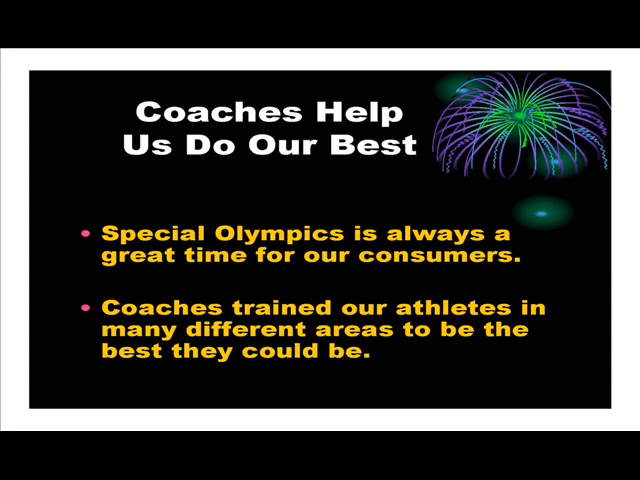 Coaches Help
Us Do Our Best
• Special Olympics is always a
great time for our consumers.
• Coaches trained our athletes in
many different areas to be the
best they could be.